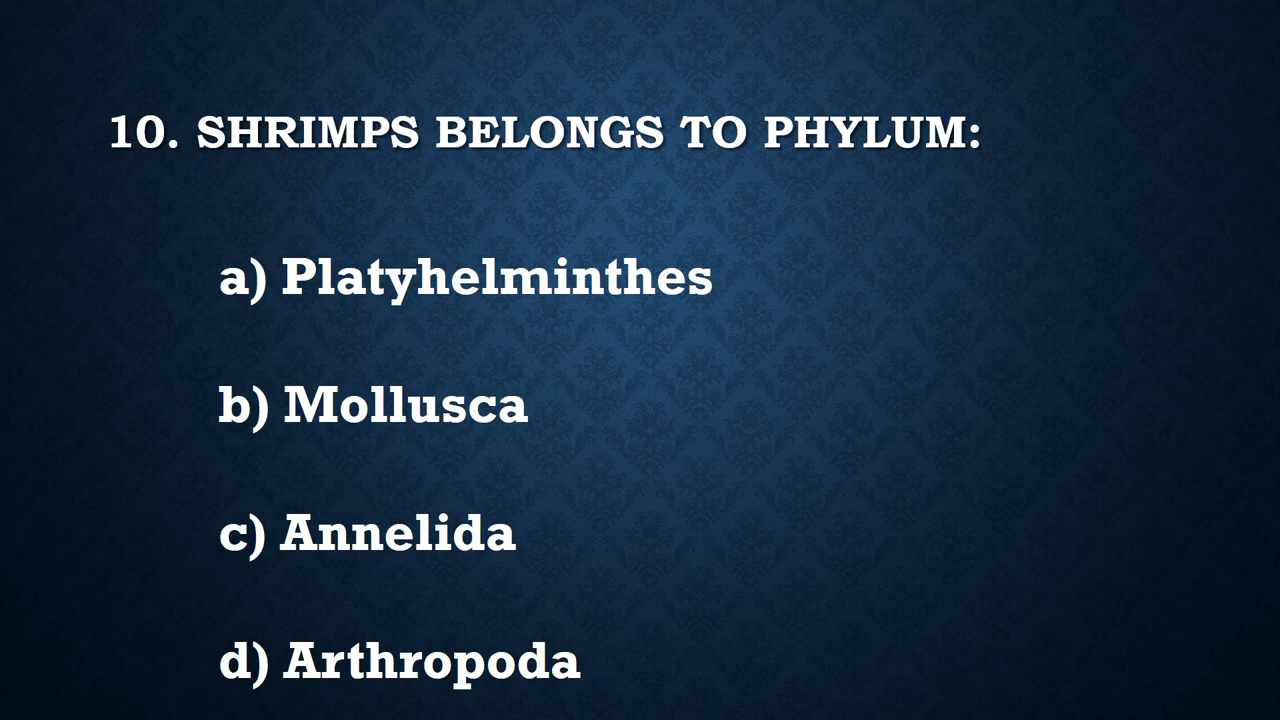 10. SHRIMPS BELONGS TO PHYLUM:
a) Platyhelminthes
b) Mollusca
c) Annelida
d) Arthropoda